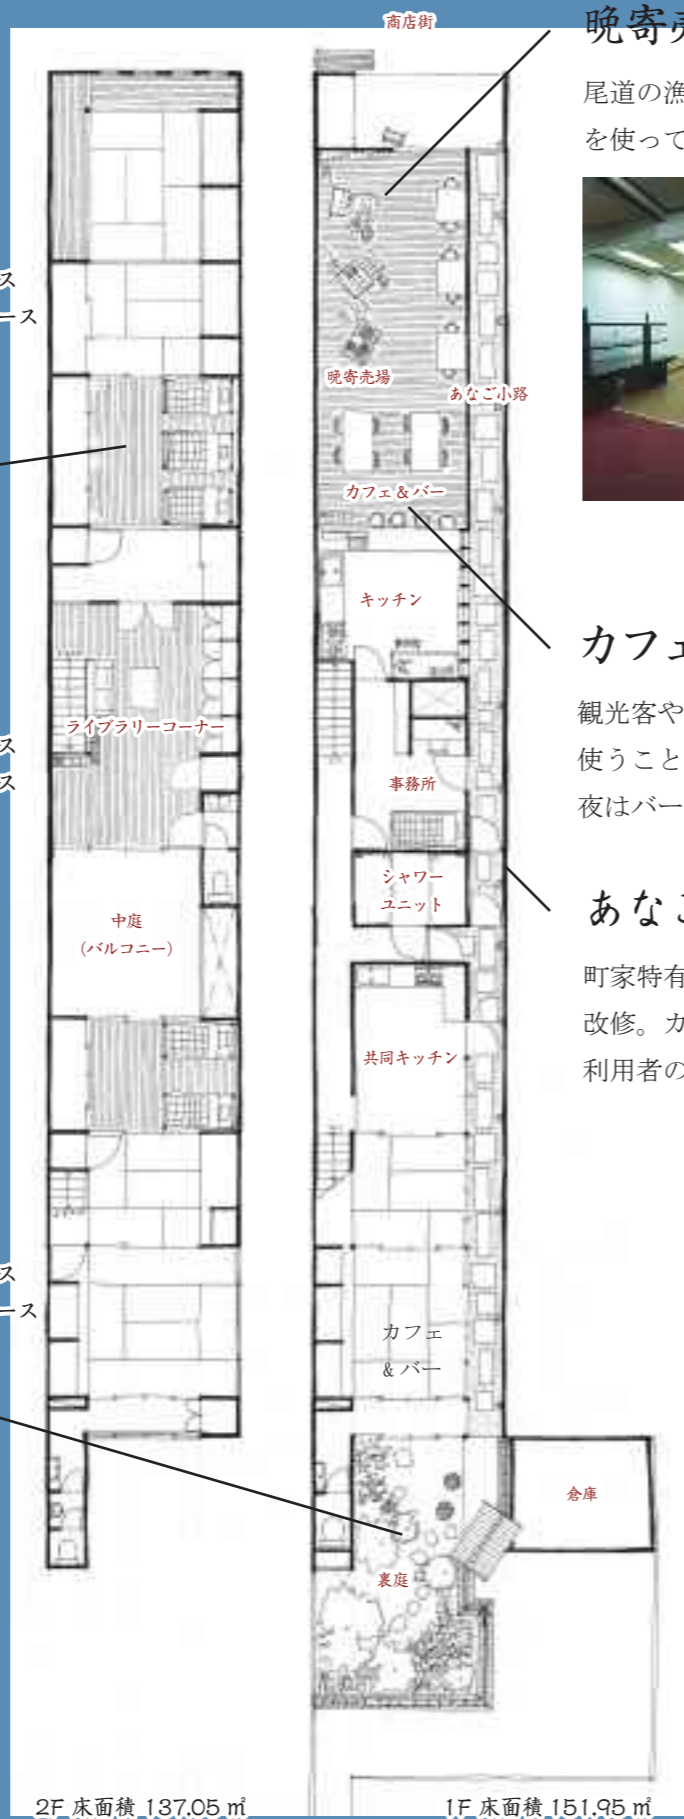 商店街
晩寄売
尾道の漁
を使って
ス
ース
晩寄売場
あなご小路
カフェ&バー
キッチン
カフェ
観光客や
使うこと
夜はバー
ライブラリーコーナー
ス
ス
事務所
シャワー
ユニット
あなご
町家特有
改修。カ
利用者の
中庭
(バルコニー)
共同キッチン
ス
ース
カフェ
&バー
倉庫
裏庭
2F 床面積 137.05 ㎡
1F 床面積 151.95 ㎡